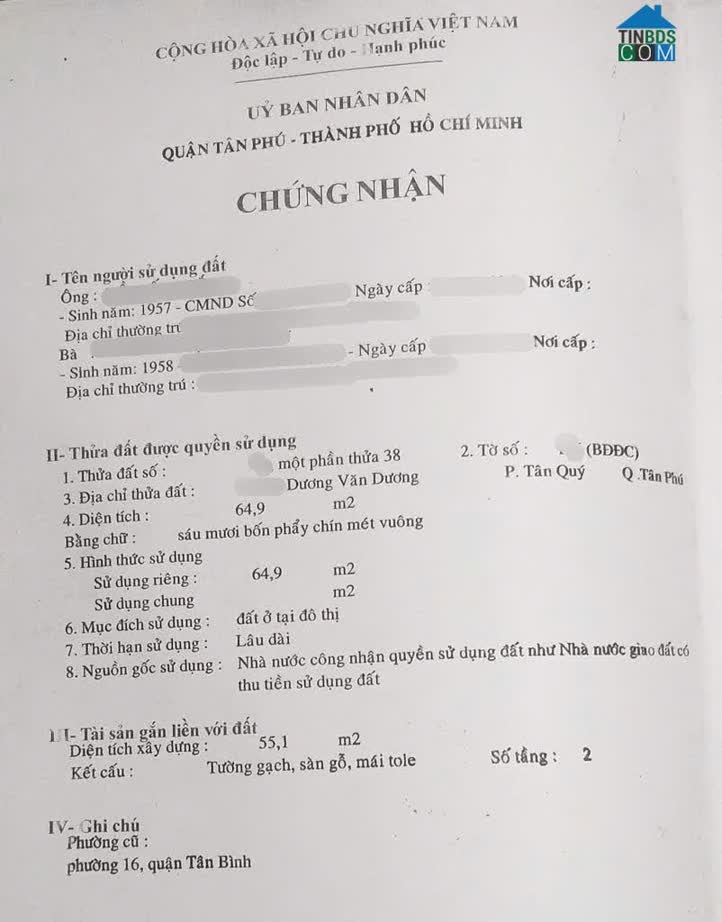 TINBDS
COM
CỘNG HÒA XÃ HỘI CHỦ NGHĨA VIỆT NAM
Độc lập - Tự do - Hạnh phúc
UỶ BAN NHÂN DÂN
QUẬN TÂN PHÚ - THÀNH PHỐ HỒ CHÍ MINH
CHỨNG NHẬN
I- Tên người sử dụng đất
Ông :
- Sinh năm: 1957 - CMND Số Ngày cấp : Nơi cấp :
Địa chỉ thường trú
Bà
- Sinh năm: 1958 - Ngày cấp Nơi cấp :
Địa chỉ thường trú :
II- Thửa đất được quyền sử dụng
1. Thửa đất số : một phần thửa 38 2. Tờ số : (BĐĐC)
3. Địa chỉ thửa đất : Dương Văn Dương P. Tân Quý Q .Tân Phú
4. Diện tích : 64,9 m2
Bằng chữ : sáu mươi bốn phẩy chín mét vuông
5. Hình thức sử dụng
Sử dụng riêng : 64,9 m2
Sử dụng chung m2
6. Mục đích sử dụng : đất ở tại đô thị
7. Thời hạn sử dụng : Lâu dài
8. Nguồn gốc sử dụng : Nhà nước công nhận quyền sử dụng đất như Nhà nước giao đất có
thu tiền sử dụng đất
III- Tài sản gắn liền với đất
Diện tích xây dựng : 55,1 m2
Kết cấu : Tường gạch, sàn gỗ, mái tole Số tầng : 2
IV- Ghi chú
Phường cũ :
phường 16, quận Tân Bình